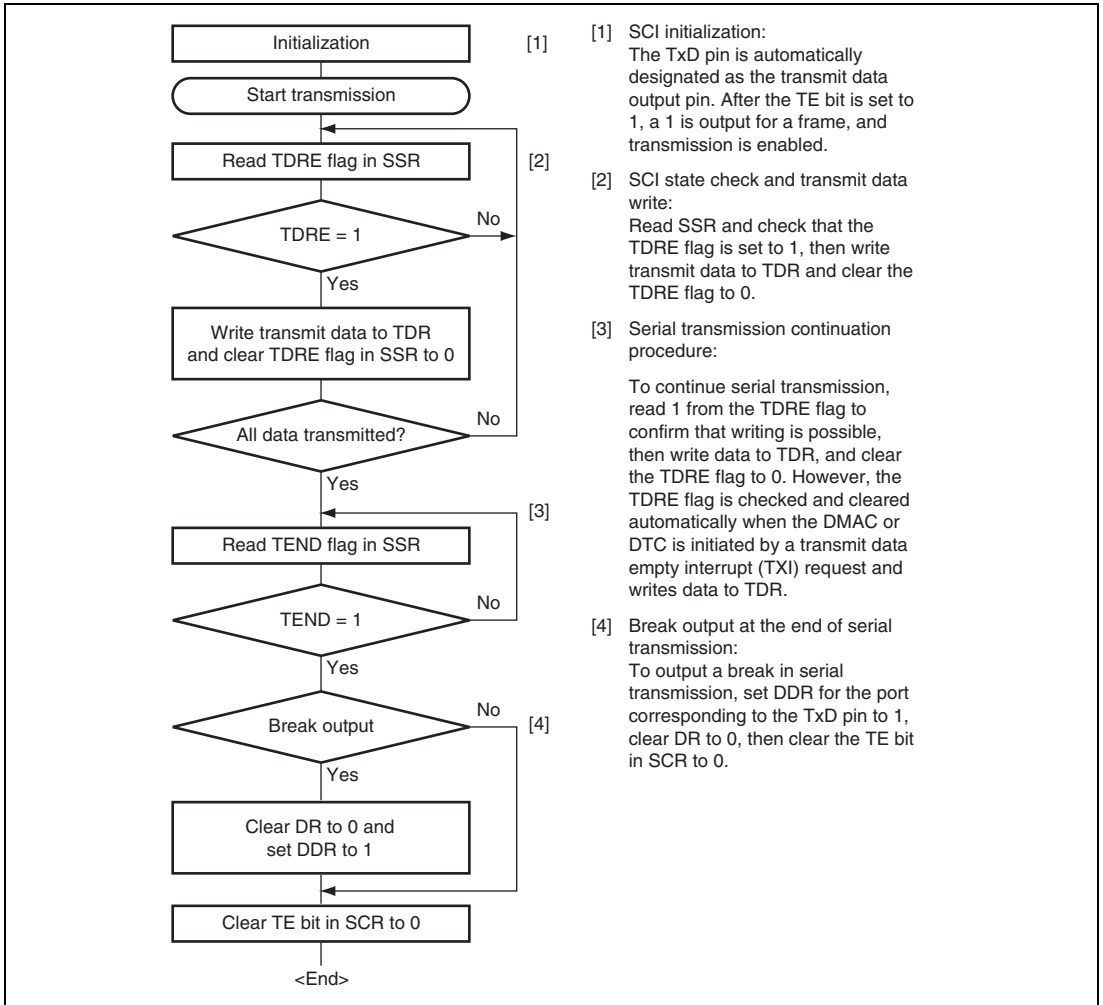 Initialization
[1]
Start transmission
Read TDRE flag in SSR
[2]
TDRE = 1
No
Yes
Write transmit data to TDR
and clear TDRE flag in SSR to 0
All data transmitted?
No
Yes
[3]
Read TEND flag in SSR
TEND = 1
No
Yes
Break output
No
[4]
Yes
Clear DR to 0 and
set DDR to 1
Clear TE bit in SCR to 0
<End>
[1] SCI initialization:
The TxD pin is automatically
designated as the transmit data
output pin. After the TE bit is set to
1, a 1 is output for a frame, and
transmission is enabled.
[2] SCI state check and transmit data
write:
Read SSR and check that the
TDRE flag is set to 1, then write
transmit data to TDR and clear the
TDRE flag to 0.
[3] Serial transmission continuation
procedure:
To continue serial transmission,
read 1 from the TDRE flag to
confirm that writing is possible,
then write data to TDR, and clear
the TDRE flag to 0. However, the
TDRE flag is checked and cleared
automatically when the DMAC or
DTC is initiated by a transmit data
empty interrupt (TXI) request and
writes data to TDR.
[4] Break output at the end of serial
transmission:
To output a break in serial
transmission, set DDR for the port
corresponding to the TxD pin to 1,
clear DR to 0, then clear the TE bit
in SCR to 0.